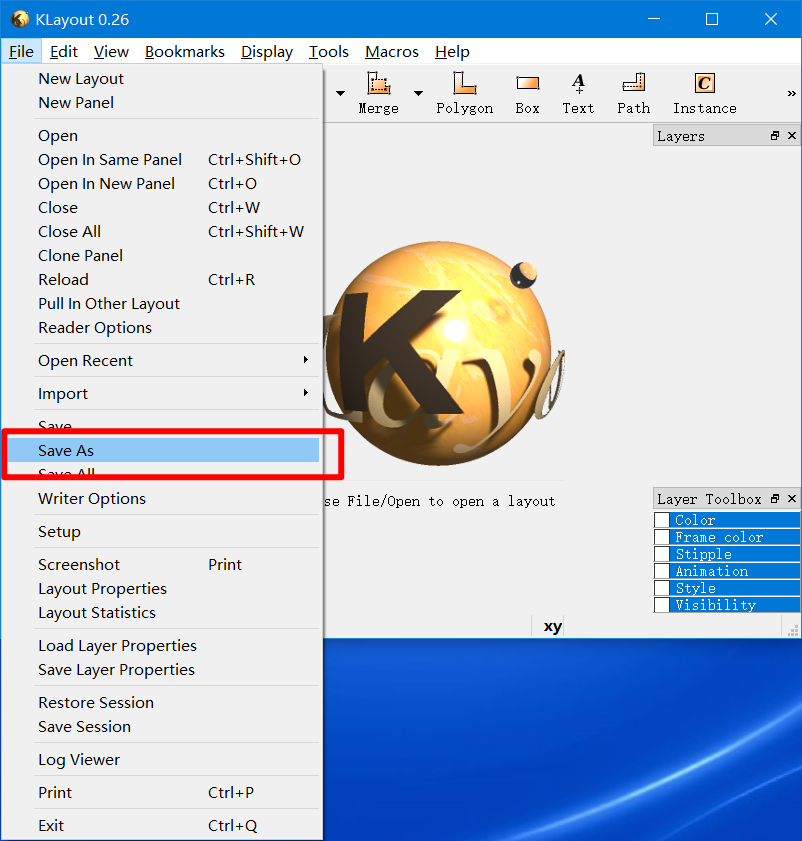 KLayout 0.26
File Edit View Bookmarks Display Tools Macros Help
Merge Polygon Box Text Path Instance »
New Layout
New Panel
Open
Open In Same Panel Ctrl+Shift+O
Open In New Panel Ctrl+O
Close Ctrl+W
Close All Ctrl+Shift+W
Clone Panel
Reload Ctrl+R
Pull In Other Layout
Reader Options
Open Recent
Import
Save
Save As
Save All
Writer Options
Setup
Screenshot Print
Layout Properties
Layout Statistics
Load Layer Properties
Save Layer Properties
Restore Session
Save Session
Log Viewer
Print Ctrl+P
Exit Ctrl+Q
K
layo
se File/Open to open a layout
xy
Layers
Layer Toolbox
Color
Frame color
Stipple
Animation
Style
Visibility